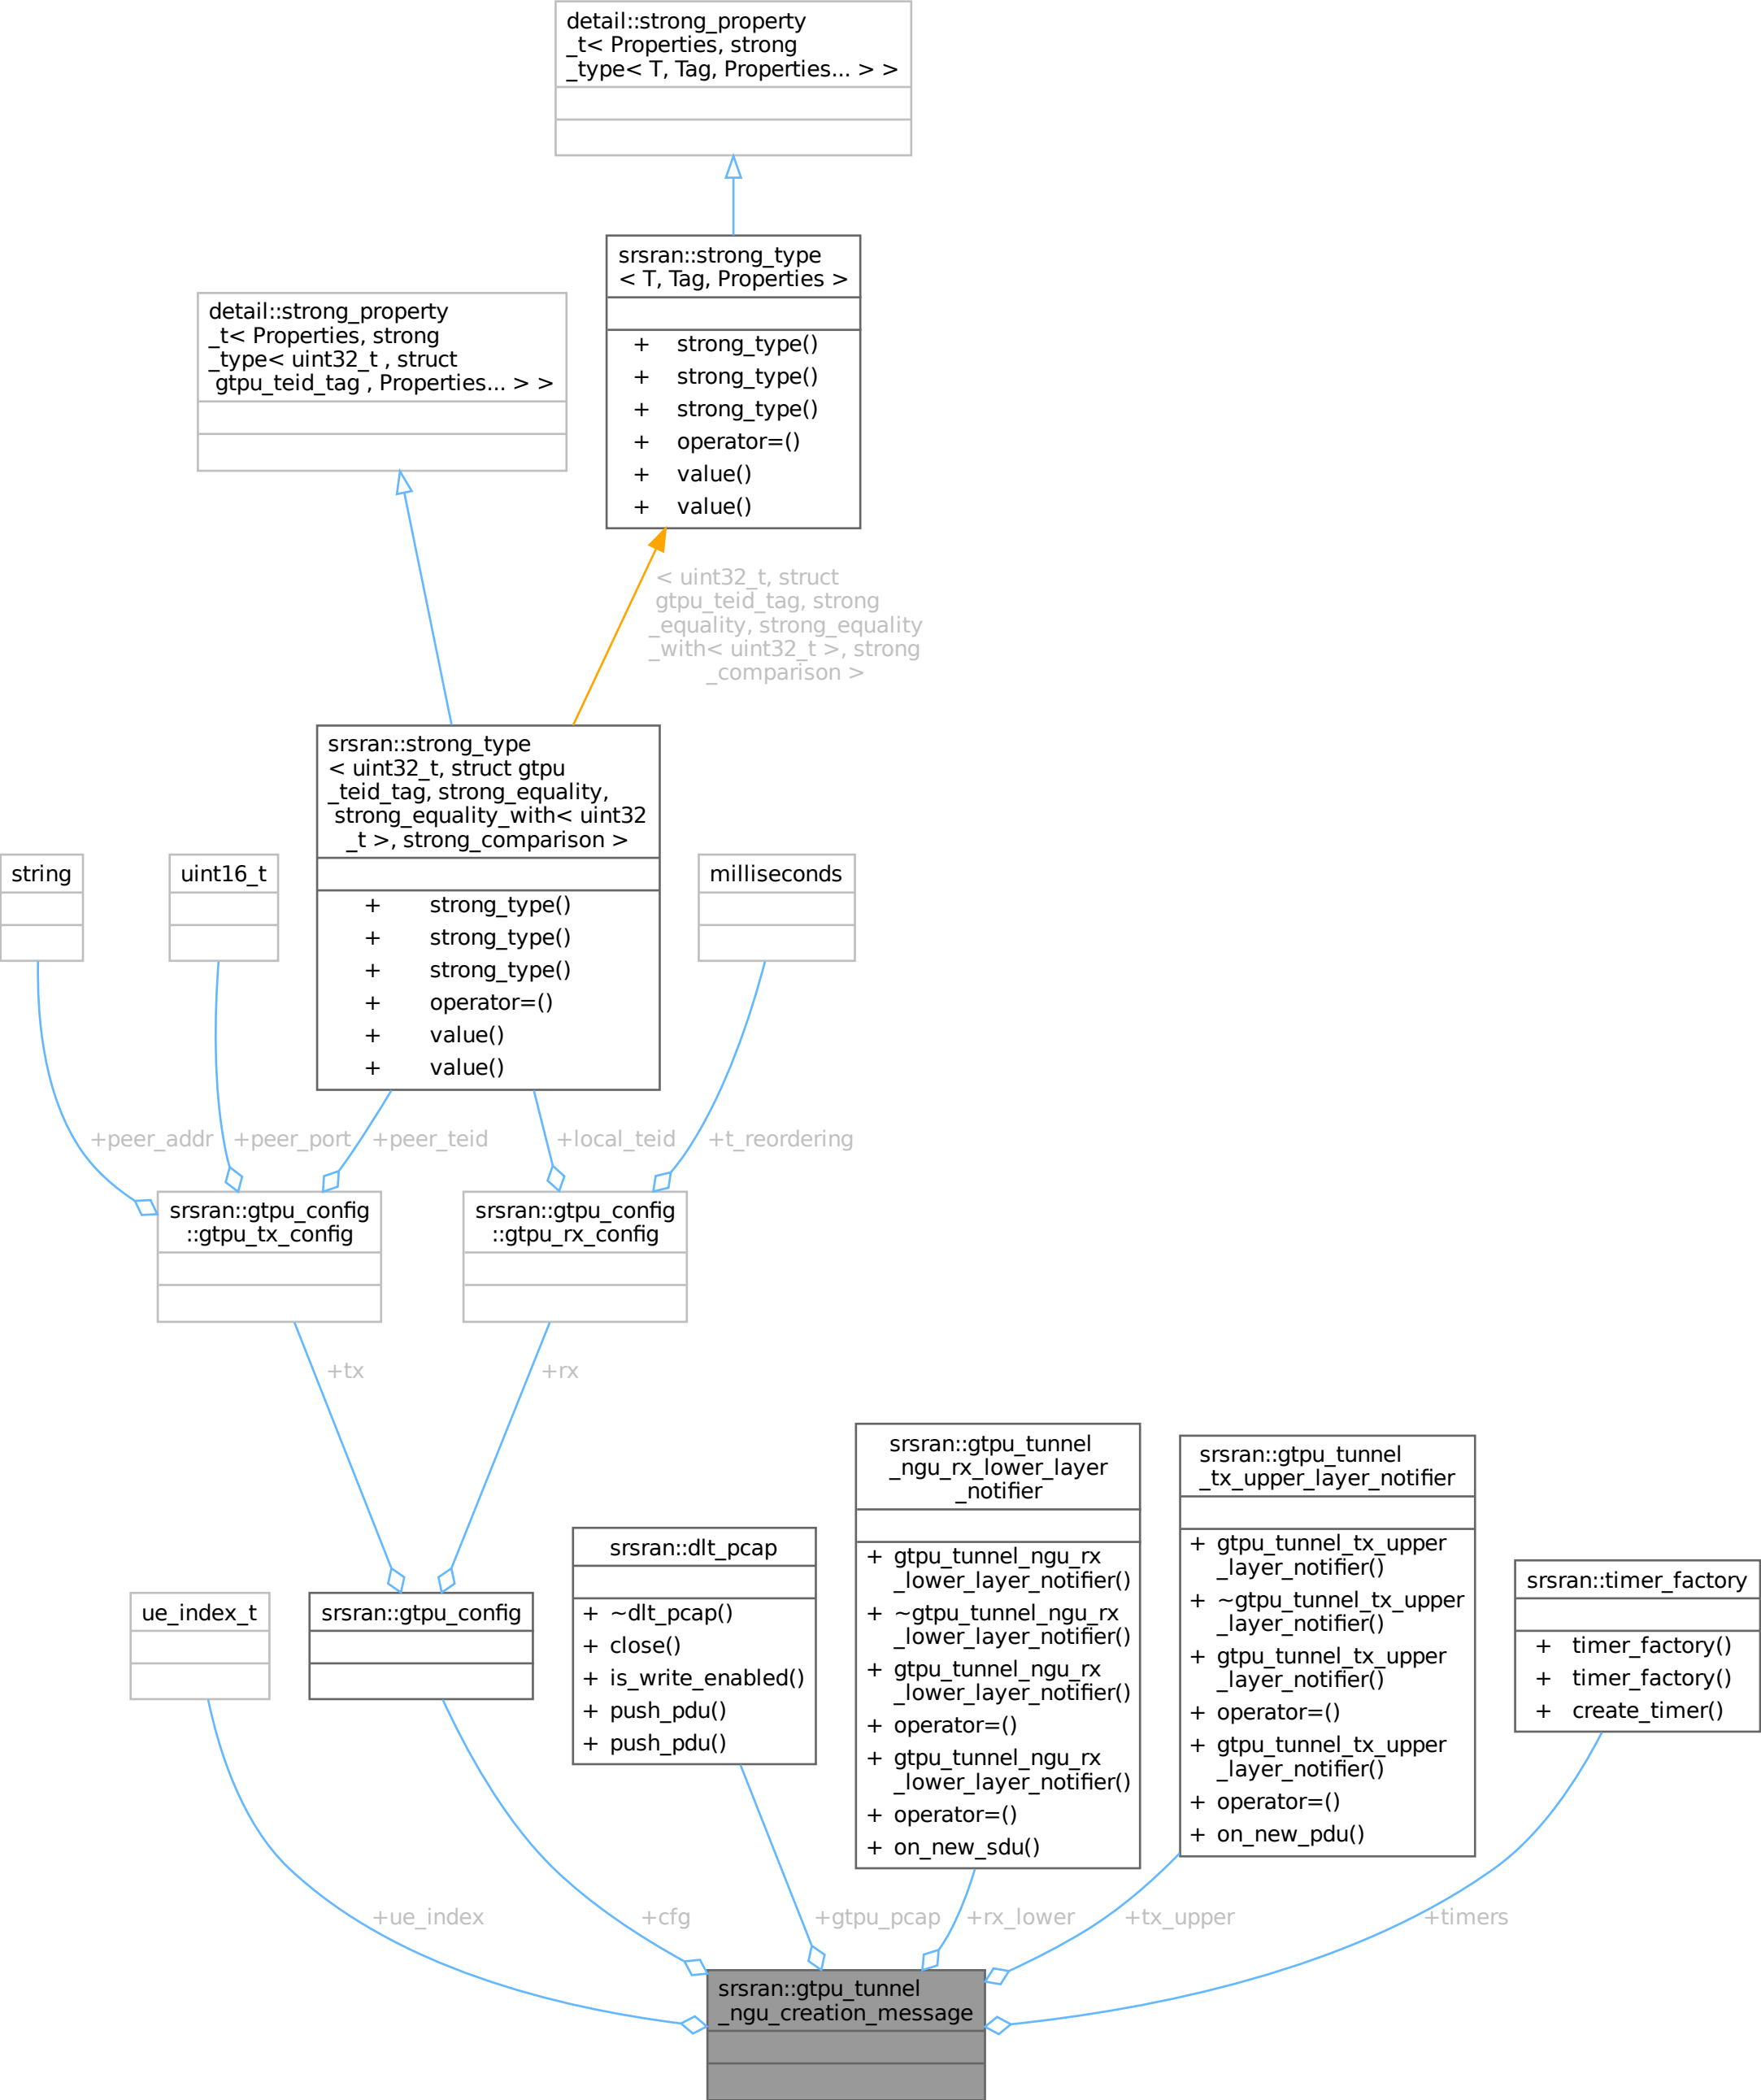 detail::strong_property
_t< Properties, strong
_type< T, Tag, Properties... > >
srsran::strong_type
< T, Tag, Properties >
+ strong_type()
+ strong_type()
+ strong_type()
+ operator=()
+ value()
+ value()
detail::strong_property
_t< Properties, strong
_type< uint32_t , struct
gtpu_teid_tag , Properties... > >
< uint32_t, struct
gtpu_teid_tag, strong
_equality, strong_equality
_with< uint32_t >, strong
_comparison >
srsran::strong_type
< uint32_t, struct gtpu
_teid_tag, strong_equality,
strong_equality_with< uint32
_t >, strong_comparison >
+ strong_type()
+ strong_type()
+ strong_type()
+ operator=()
+ value()
+ value()
string
uint16_t
milliseconds
+peer_addr
+peer_port
+peer_teid
+local_teid
+t_reordering
srsran::gtpu_config
::gtpu_tx_config
srsran::gtpu_config
::gtpu_rx_config
+tx
+rx
ue_index_t
srsran::gtpu_config
srsran::dlt_pcap
+ ~dlt_pcap()
+ close()
+ is_write_enabled()
+ push_pdu()
+ push_pdu()
srsran::gtpu_tunnel
_ngu_rx_lower_layer
_notifier
+ gtpu_tunnel_ngu_rx
_lower_layer_notifier()
+ ~gtpu_tunnel_ngu_rx
_lower_layer_notifier()
+ gtpu_tunnel_ngu_rx
_lower_layer_notifier()
+ operator=()
+ gtpu_tunnel_ngu_rx
_lower_layer_notifier()
+ operator=()
+ on_new_sdu()
srsran::gtpu_tunnel
_tx_upper_layer_notifier
+ gtpu_tunnel_tx_upper
_layer_notifier()
+ ~gtpu_tunnel_tx_upper
_layer_notifier()
+ gtpu_tunnel_tx_upper
_layer_notifier()
+ operator=()
+ gtpu_tunnel_tx_upper
_layer_notifier()
+ operator=()
+ on_new_pdu()
srsran::timer_factory
+ timer_factory()
+ timer_factory()
+ create_timer()
+ue_index
+cfg
+gtpu_pcap
+rx_lower
+tx_upper
+timers
srsran::gtpu_tunnel
_ngu_creation_message